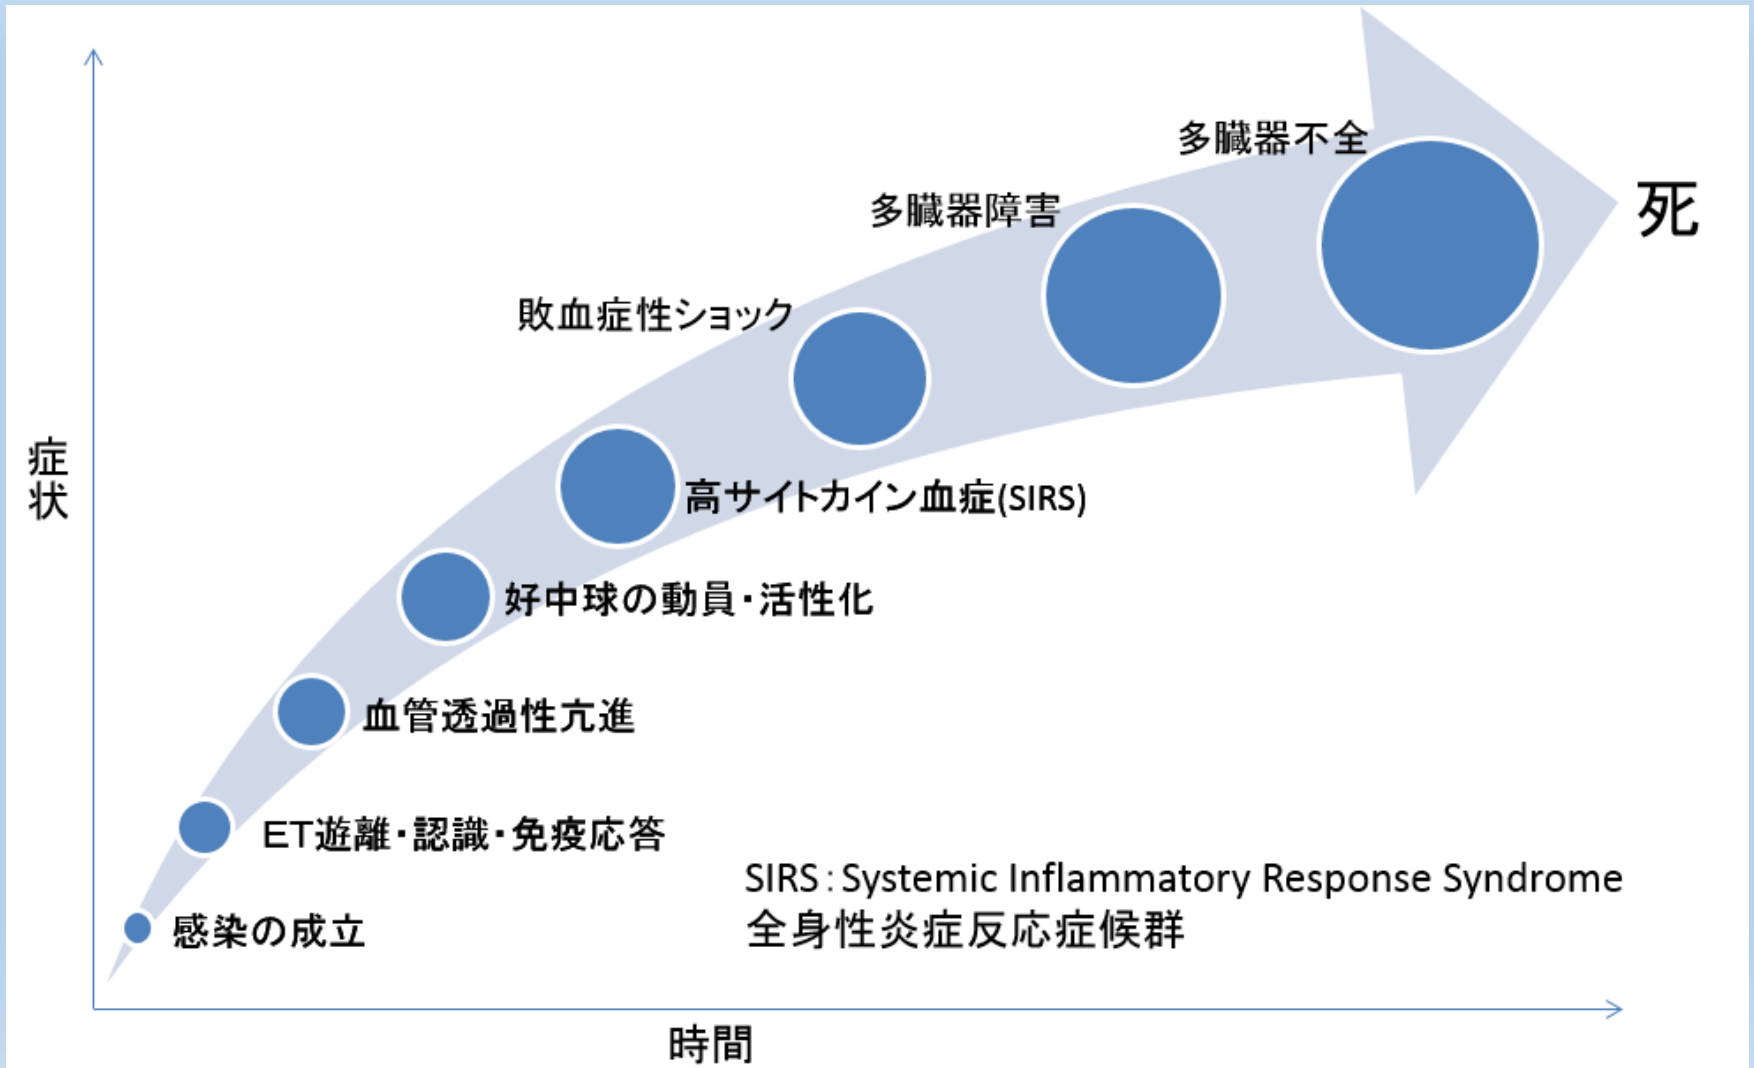 多臓器不全
死
多臓器障害
敗血症性ショック
症状
高サイトカイン血症(SIRS)
好中球の動員・活性化
血管透過性亢進
ET遊離・認識・免疫応答
SIRS：Systemic Inflammatory Response Syndrome
全身性炎症反応症候群
感染の成立
時間